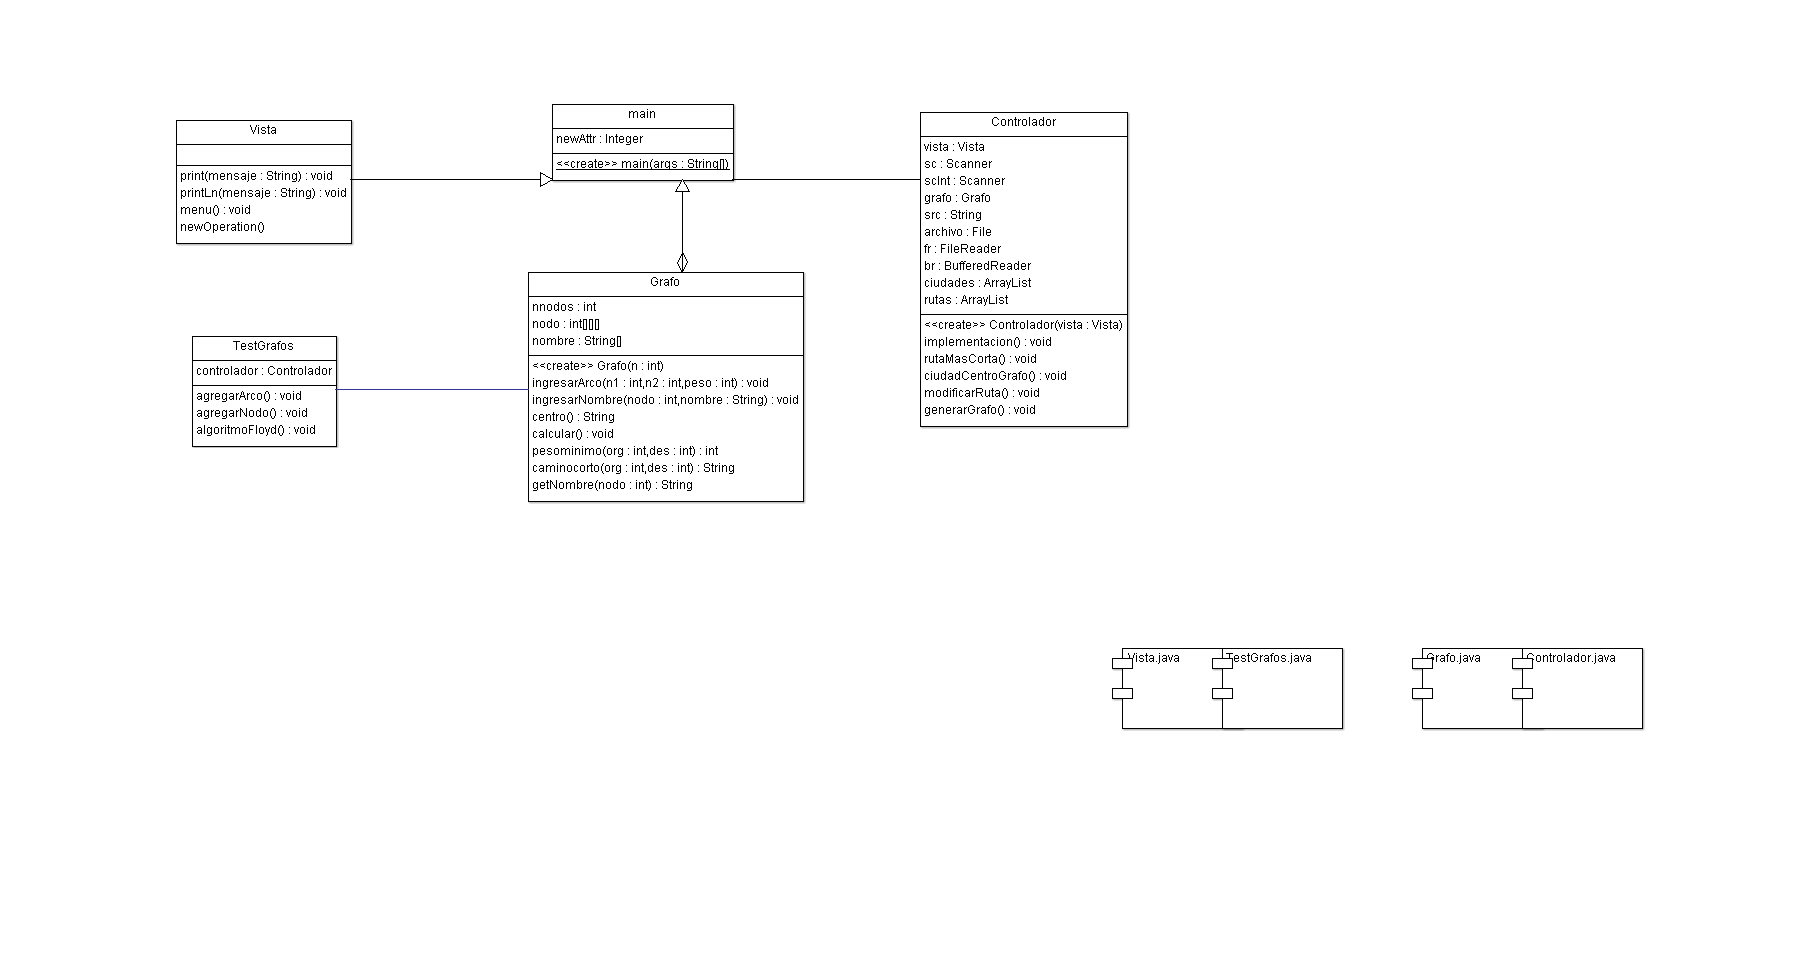 Vista
print(mensaje : String) : void
printLn(mensaje : String) : void
menu() : void
newOperation()
main
newAttr : Integer
<<create>> main(args : String[])
Controlador
vista : Vista
sc : Scanner
scInt : Scanner
grafo : Grafo
src : String
archivo : File
fr : FileReader
br : BufferedReader
ciudades : ArrayList
rutas : ArrayList
<<create>> Controlador(vista : Vista)
implementacion() : void
rutaMasCorta() : void
ciudadCentroGrafo() : void
modificarRuta() : void
generarGrafo() : void
TestGrafos
controlador : Controlador
agregarArco() : void
agregarNodo() : void
algoritmoFloyd() : void
Grafo
nnodos : int
nodo : int[][][]
nombre : String[]
<<create>> Grafo(n : int)
ingresarArco(n1 : int,n2 : int,peso : int) : void
ingresarNombre(nodo : int,nombre : String) : void
centro() : String
calcular() : void
pesominimo(org : int,des : int) : int
caminocorto(org : int,des : int) : String
getNombre(nodo : int) : String
Vista.java
TestGrafos.java
Grafo.java
Controlador.java